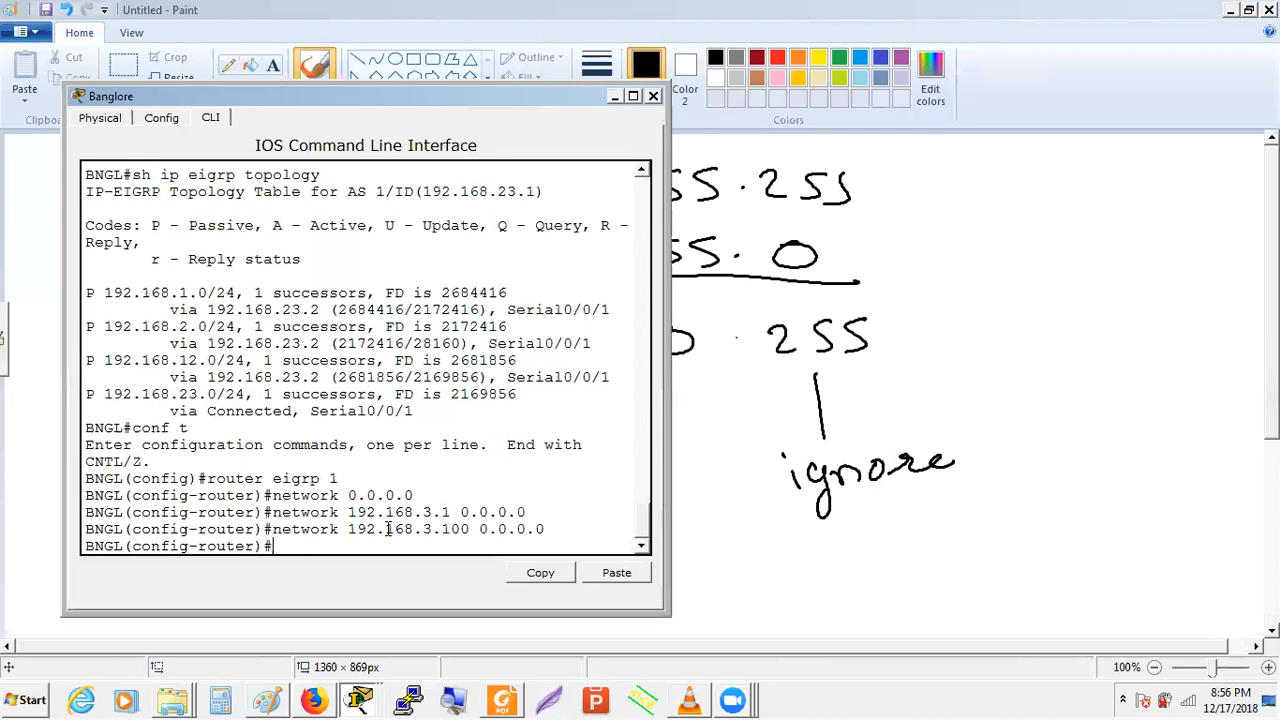 Untitled - Paint
Home
View
Paste
Cut
Crop
Outline
Color
2
Edit
colors
Colors
Banglore
Physical
Config
CLI
IOS Command Line Interface
BNGL#sh ip eigrp topology
IP-EIGRP Topology Table for AS 1/ID(192.168.23.1)
Codes: P - Passive, A - Active, U - Update, Q - Query, R -
Reply,
r - Reply status
P 192.168.1.0/24, 1 successors, FD is 2684416
via 192.168.23.2 (2684416/2172416), Serial0/0/1
P 192.168.2.0/24, 1 successors, FD is 2172416
via 192.168.23.2 (2172416/28160), Serial0/0/1
P 192.168.12.0/24, 1 successors, FD is 2681856
via 192.168.23.2 (2681856/2169856), Serial0/0/1
P 192.168.23.0/24, 1 successors, FD is 2169856
via Connected, Serial0/0/1
BNGL#conf t
Enter configuration commands, one per line.  End with
CNTL/Z.
BNGL(config)#router eigrp 1
BNGL(config-router)#network 0.0.0.0
BNGL(config-router)#network 192.168.3.1 0.0.0.0
BNGL(config-router)#network 192.168.3.100 0.0.0.0
BNGL(config-router)#
Copy
Paste
55.255
55.0
0 . 255
ignore
1360 × 869px
100%
Start
8:56 PM
12/17/2018